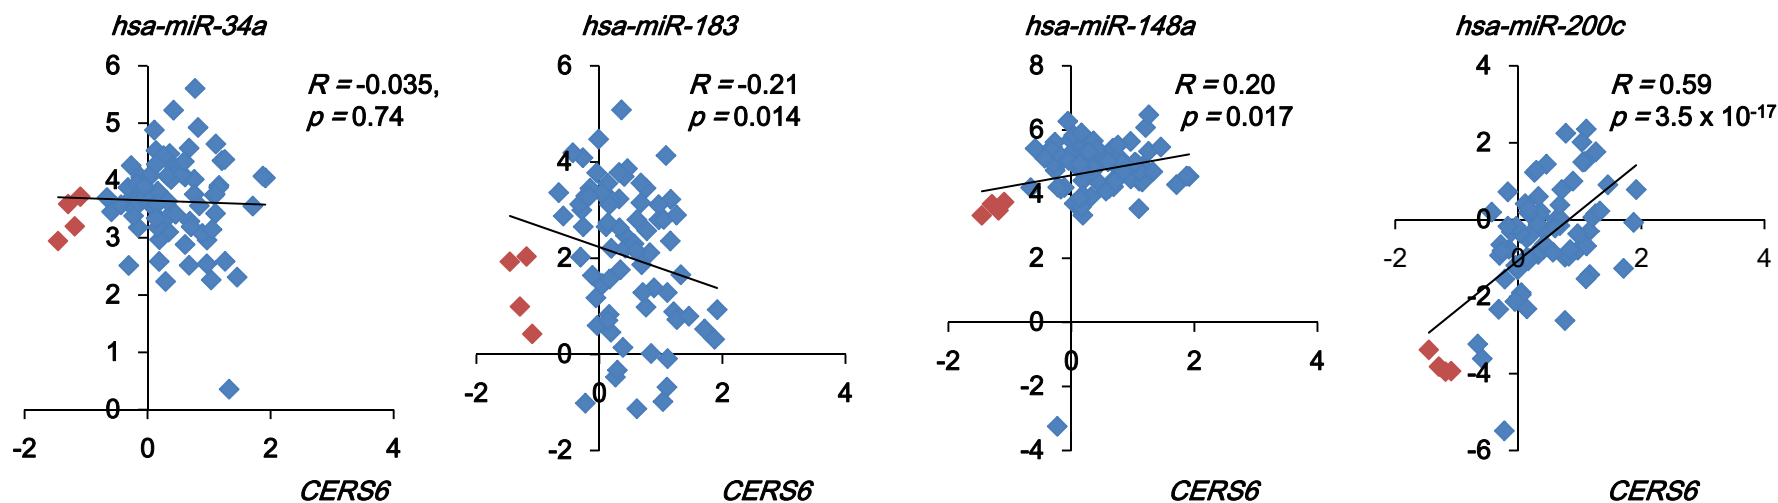 hsa-miR-34a
6
5
4
3
2
1
0
-2
0
2
4
R = -0.035,
p = 0.74
CERS6
hsa-miR-183
6
4
2
0
-2
-2
0
2
4
R = -0.21
p = 0.014
CERS6
hsa-miR-148a
8
6
4
2
0
-2
-4
-2
0
2
4
R = 0.20
p = 0.017
CERS6
hsa-miR-200c
4
2
0
-2
-4
-6
-2
0
2
4
R = 0.59
p = 3.5 x 10⁻¹⁷
CERS6